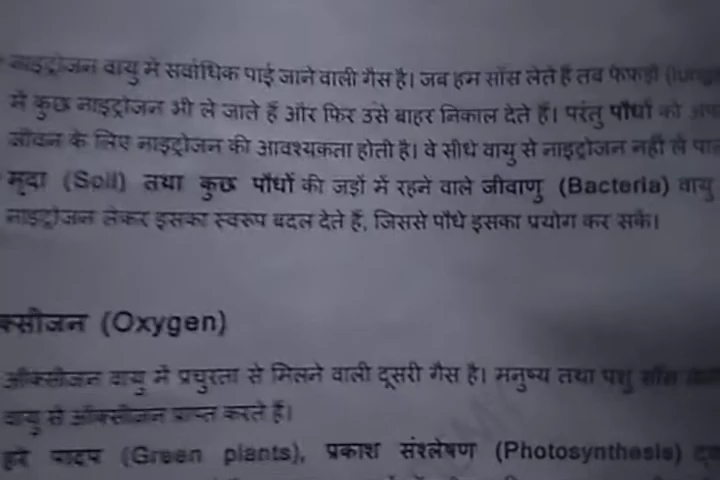 नाइट्रोजन वायु में सर्वाधिक पाई जाने वाली गैस है। जब हम साँस लेते हैं तब फेफड़ों (lungs
में कुछ नाइट्रोजन भी ले जाते हैं और फिर उसे बाहर निकाल देते हैं। परंतु पौधों को
जीवन के लिए नाइट्रोजन की आवश्यकता होती है। वे सीधे वायु से नाइट्रोजन नहीं ले
मृदा (Soil) तथा कुछ पौधों की जड़ों में रहने वाले जीवाणु (Bacteria) वायु
नाइट्रोजन लेकर इसका स्वरूप बदल देते हैं, जिससे पौधे इसका प्रयोग कर सकें।
क्सीजन (Oxygen)
ऑक्सीजन वायु में प्रचुरता से मिलने वाली दूसरी गैस है। मनुष्य तथा पशु साँस
वायु से ऑक्सीजन प्राप्त करते हैं।
हरे पादप (Green plants), प्रकाश संश्लेषण (Photosynthesis)